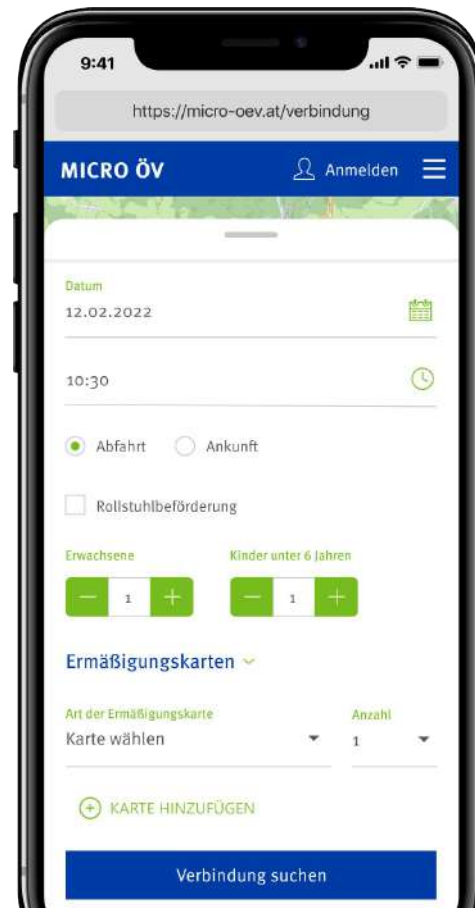 9:41
https://micro-oev.at/verbindung
MICRO ÖV Anmelden
Datum
12.02.2022
10:30
Abfahrt Ankunft
Rollstuhlbeförderung
Erwachsene Kinder unter 6 Jahren
1 1
Ermäßigungskarten
Art der Ermäßigungskarte Anzahl
Karte wählen 1
KARTE HINZUFÜGEN
Verbindung suchen